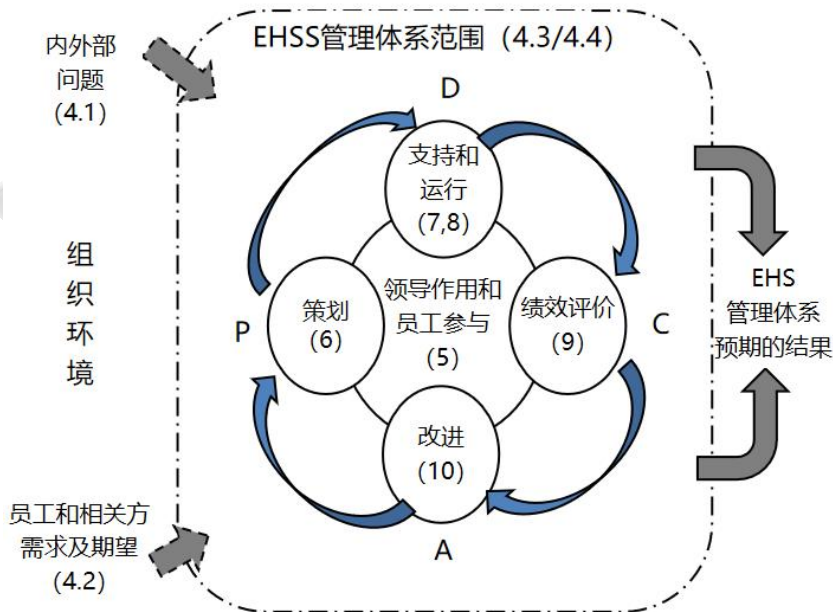 EHSS管理体系范围（4.3/4.4）
内外部
问题
(4.1)
D
支持和
运行
(7,8)
组
织
环
境
P
策划
(6)
领导作用和
员工参与
(5)
绩效评价
(9)
C
EHS
管理体系
预期的结果
改进
(10)
A
员工和相关方
需求及期望
(4.2)